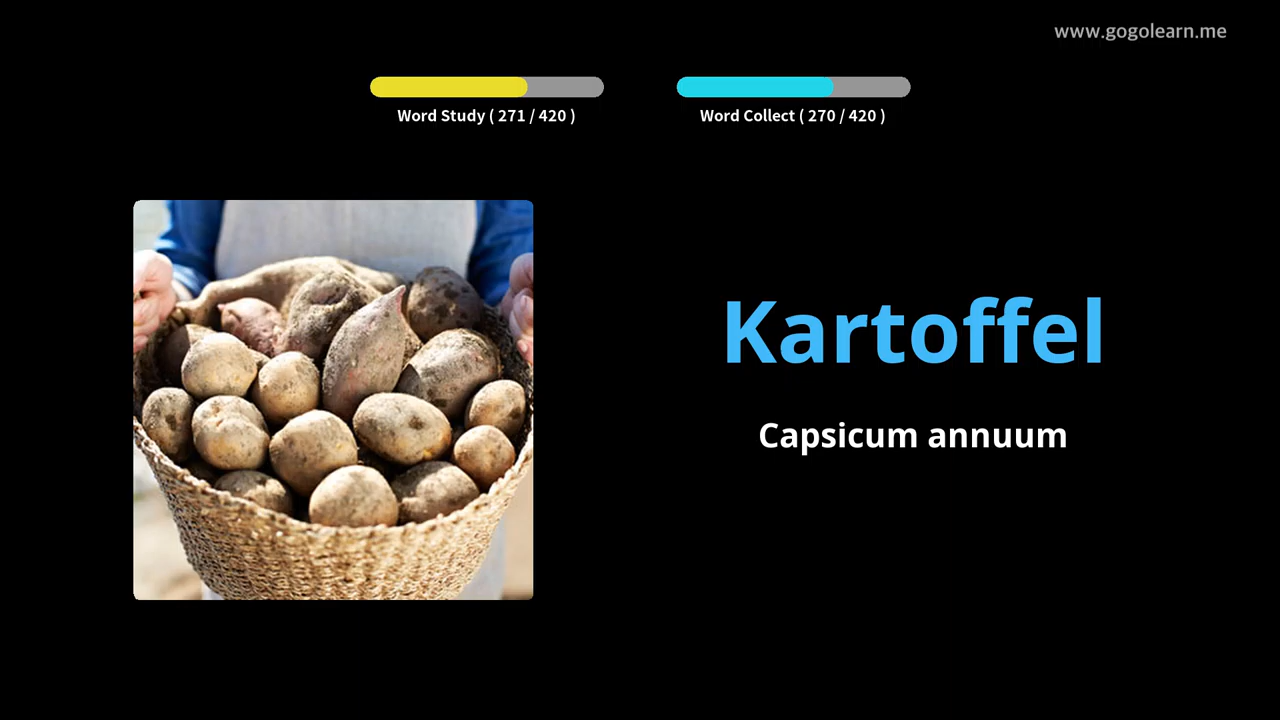 www.gogolearn.me
Word Study ( 271 / 420 )
Word Collect ( 270 / 420 )
Kartoffel
Capsicum annuum